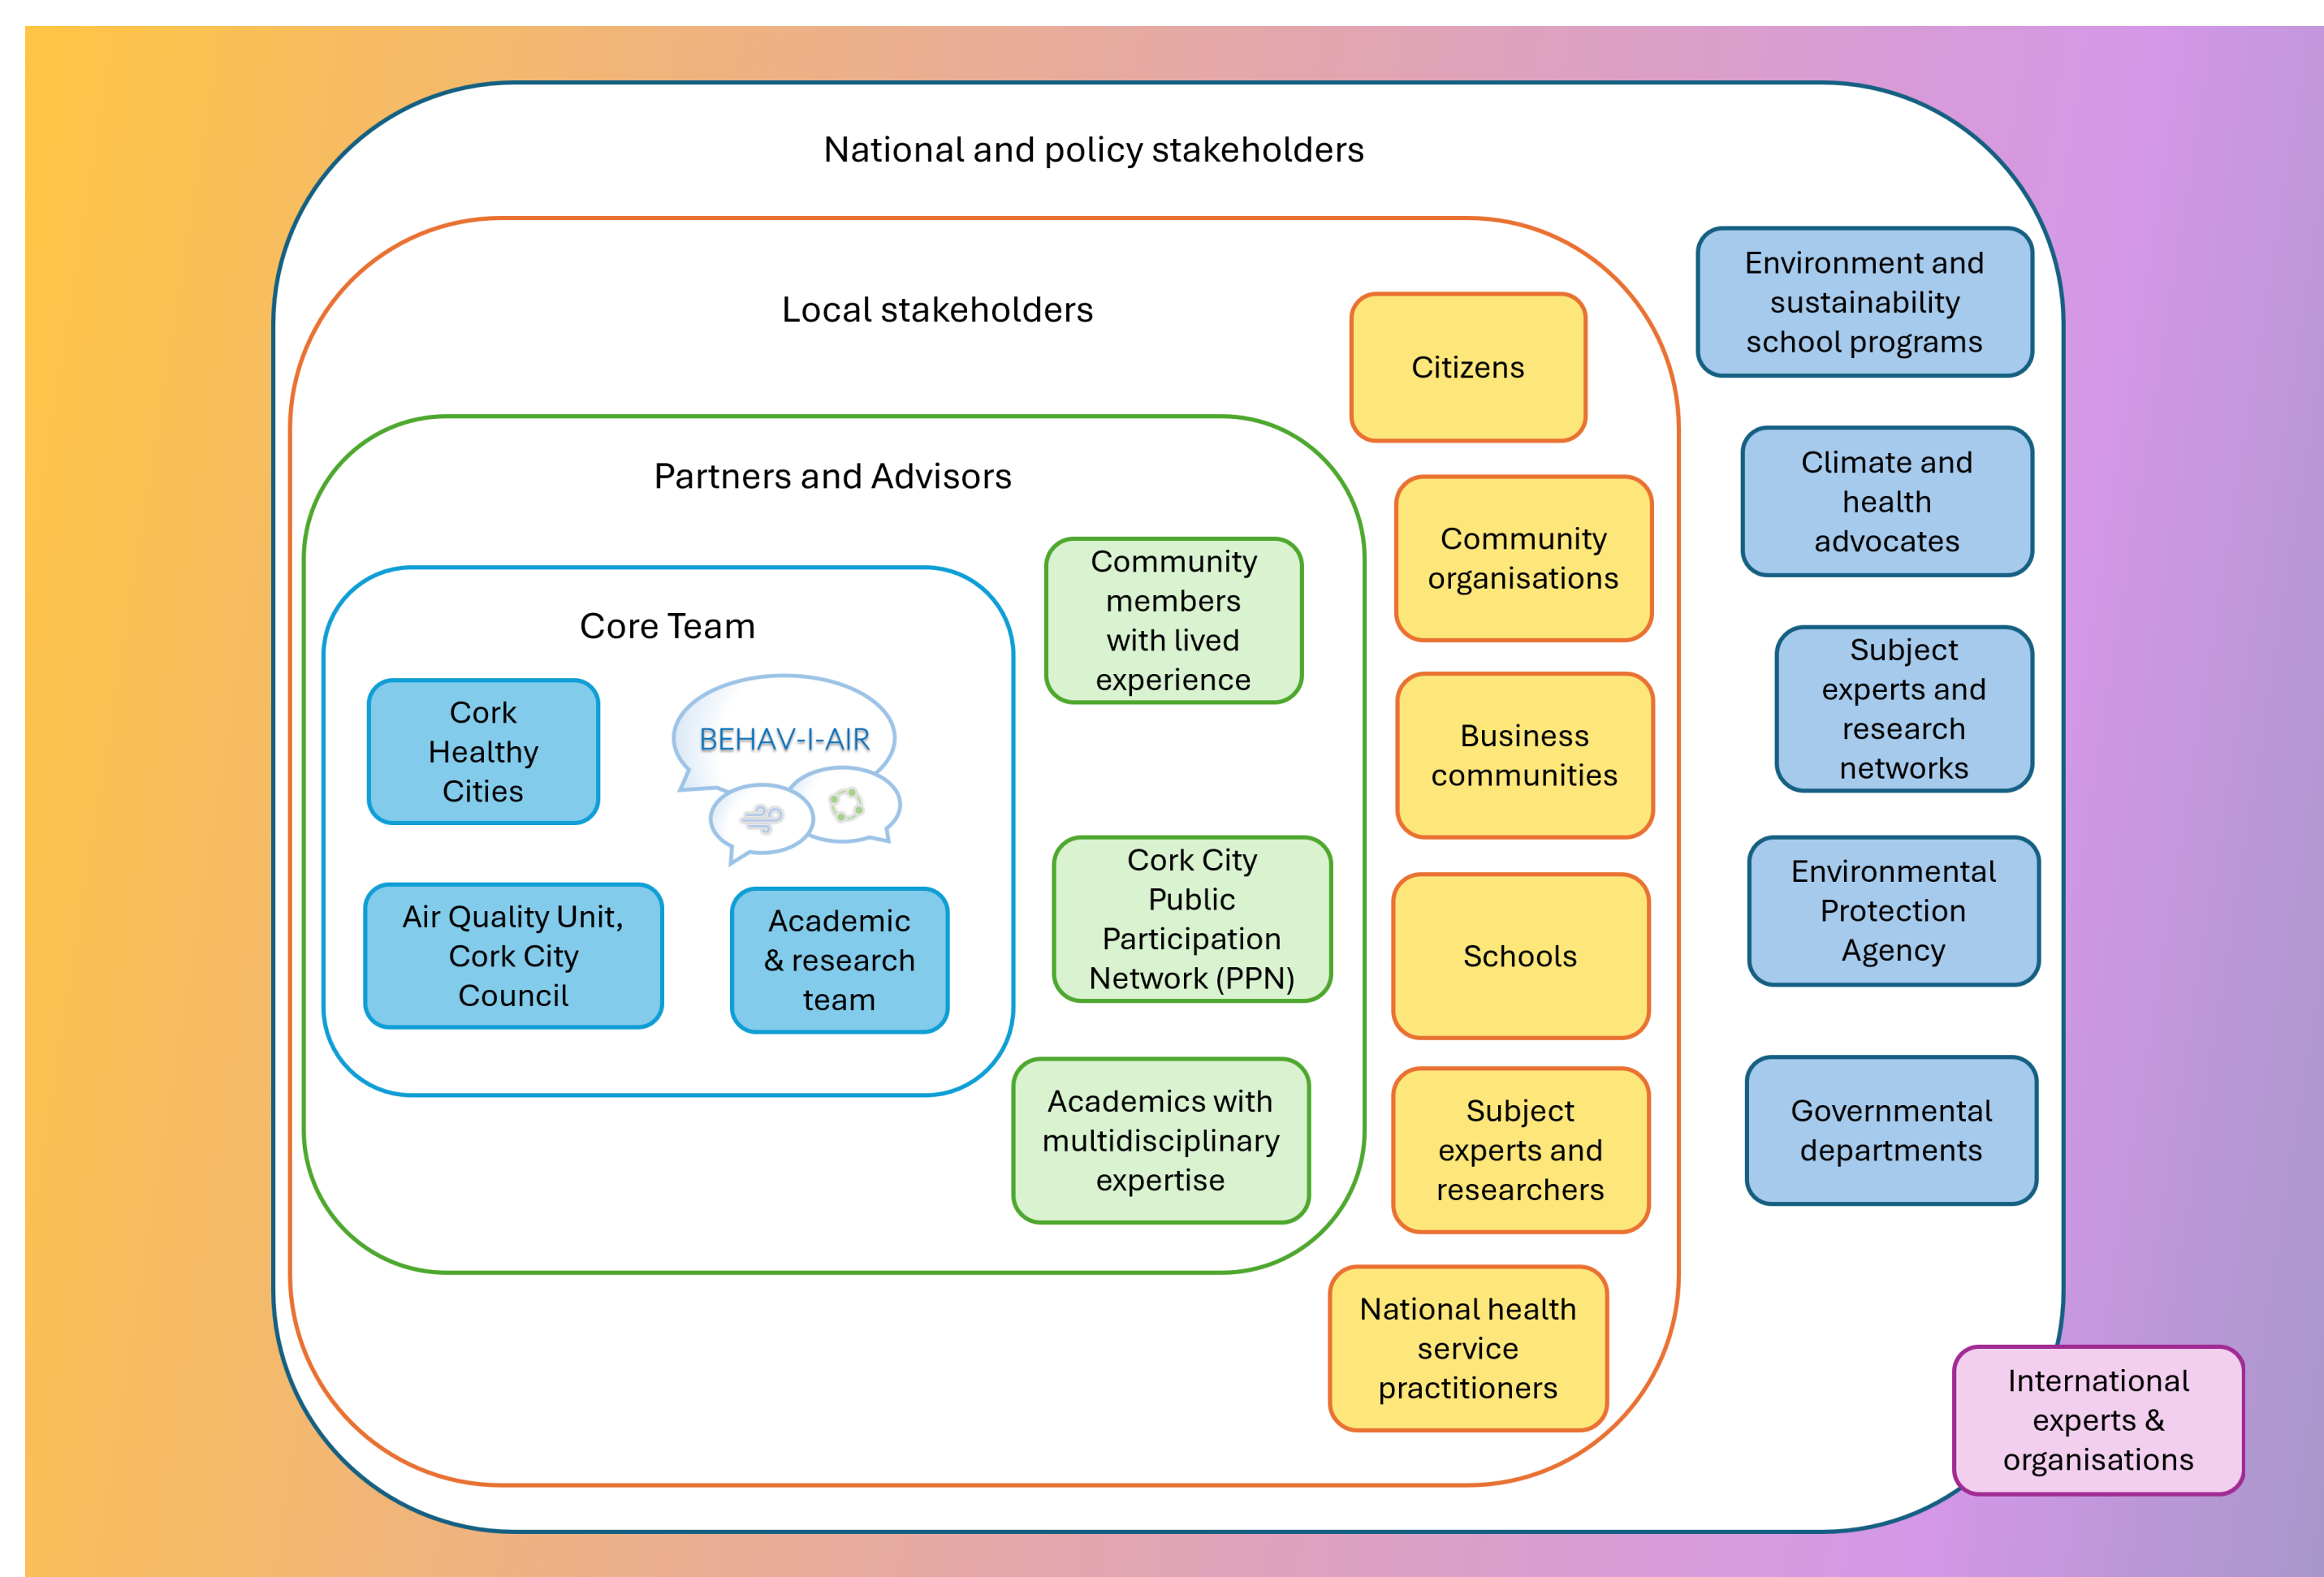 National and policy stakeholders
Local stakeholders
Partners and Advisors
Core Team
Cork
Healthy
Cities
BEHAV-I-AIR
Air Quality Unit,
Cork City
Council
Academic
& research
team
Community
members
with lived
experience
Cork City
Public
Participation
Network (PPN)
Academics with
multidisciplinary
expertise
Citizens
Community
organisations
Business
communities
Schools
Subject
experts and
researchers
National health
service
practitioners
Environment and
sustainability
school programs
Climate and
health
advocates
Subject
experts and
research
networks
Environmental
Protection
Agency
Governmental
departments
International
experts &
organisations